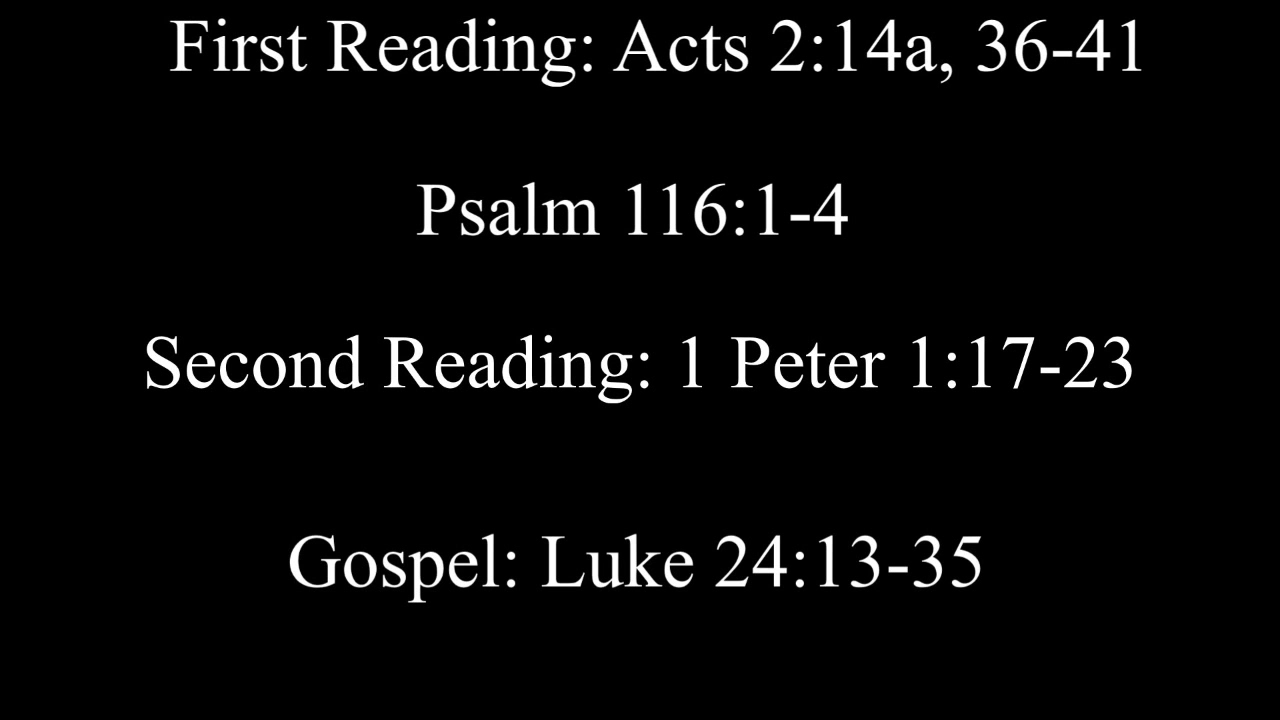 First Reading: Acts 2:14a, 36-41
Psalm 116:1-4
Second Reading: 1 Peter 1:17-23
Gospel: Luke 24:13-35